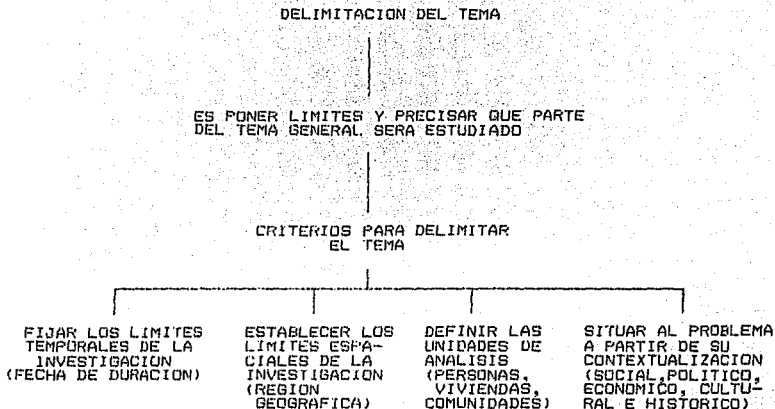 DELIMITACION DEL TEMA
ES PONER LIMITES Y PRECISAR QUE PARTE
DEL TEMA GENERAL SERA ESTUDIADO
CRITERIOS PARA DELIMITAR
EL TEMA
FIJAR LOS LIMITES
TEMPORALES DE LA
INVESTIGACION
(FECHA DE DURACION)
ESTABLECER LOS
LIMITES ESPA-
CIALES DE LA
INVESTIGACION
(REGION
GEOGRAFICA)
DEFINIR LAS
UNIDADES DE
ANALISIS
(PERSONAS,
VIVIENDAS,
COMUNIDADES)
SITUAR AL PROBLEMA
A PARTIR DE SU
CONTEXTUALIZACION
(SOCIAL,POLITICO,
ECONOMICO, CULTU-
RAL E HISTORICO)